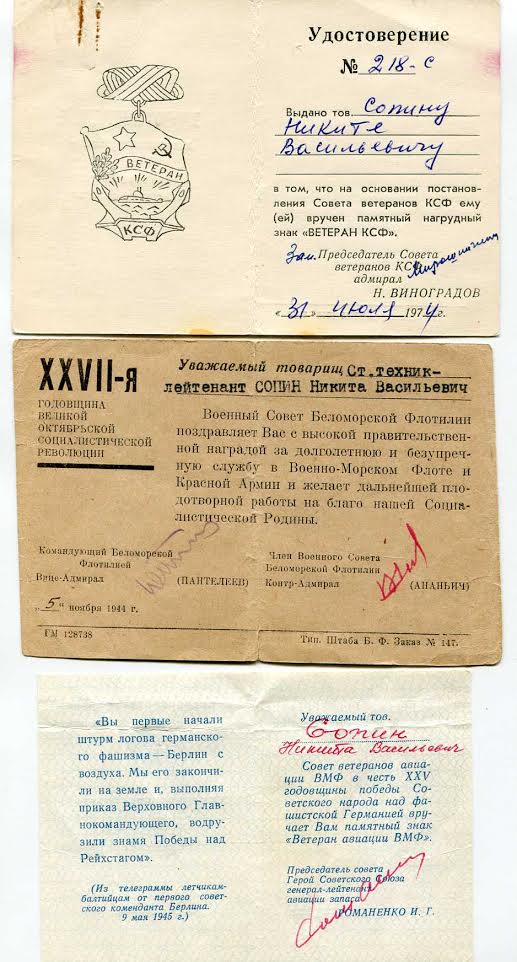 ВЕТЕРАН
КСФ
Удостоверение
№ 218-с
Выдано тов. Сопину
Никите
Васильевичу
в том, что на основании постанов-
ления Совета ветеранов КСФ ему
(ей) вручен памятный нагрудный
знак «ВЕТЕРАН КСФ».
Зам. Председатель Совета
ветеранов КСФ
адмирал
Н. ВИНОГРАДОВ
«31» июля 1974 г.
XXVII-я
ГОДОВЩИНА
ВЕЛИКОЙ
ОКТЯБРЬСКОЙ
СОЦИАЛИСТИЧЕСКОЙ
РЕВОЛЮЦИИ
Уважаемый товарищ Ст.техник-
лейтенант СОПИН Никита Васильевич
Военный Совет Беломорской Флотилии
поздравляет Вас с высокой правительствен-
ной наградой за долголетнюю и безупреч-
ную службу в Военно-Морском Флоте и
Красной Армии и желает дальнейшей пло-
дотворной работы на благо нашей Социа-
листической Родины.
Командующий Беломорской
Флотилией
Вице-Адмирал (ПАНТЕЛЕЕВ)
Член Военного Совета
Беломорской Флотилии
Контр-Адмирал (АНАНЬИЧ)
„5" ноября 1944 г.
ГМ 128738
Тип. Штаба Б. Ф. Заказ № 147.
«Вы первые начали
штурм логова германско-
го фашизма — Берлин с
воздуха. Мы его закончи-
ли на земле и, выполняя
приказ Верховного Глав-
нокомандующего, водру-
зили знамя Победы над
Рейхстагом».
(Из телеграммы летчикам-
балтийцам от первого совет-
ского коменданта Берлина.
9 мая 1945 г.)
Уважаемый тов.
Сопин
Никита Васильевич
Совет ветеранов авиа-
ции ВМФ в честь XXV
годовщины победы Со-
ветского народа над фа-
шистской Германией вру-
чает Вам памятный знак
«Ветеран авиации ВМФ».
Председатель совета
Герой Советского Союза
генерал-лейтенант
авиации запаса
РОМАНЕНКО И. Г.